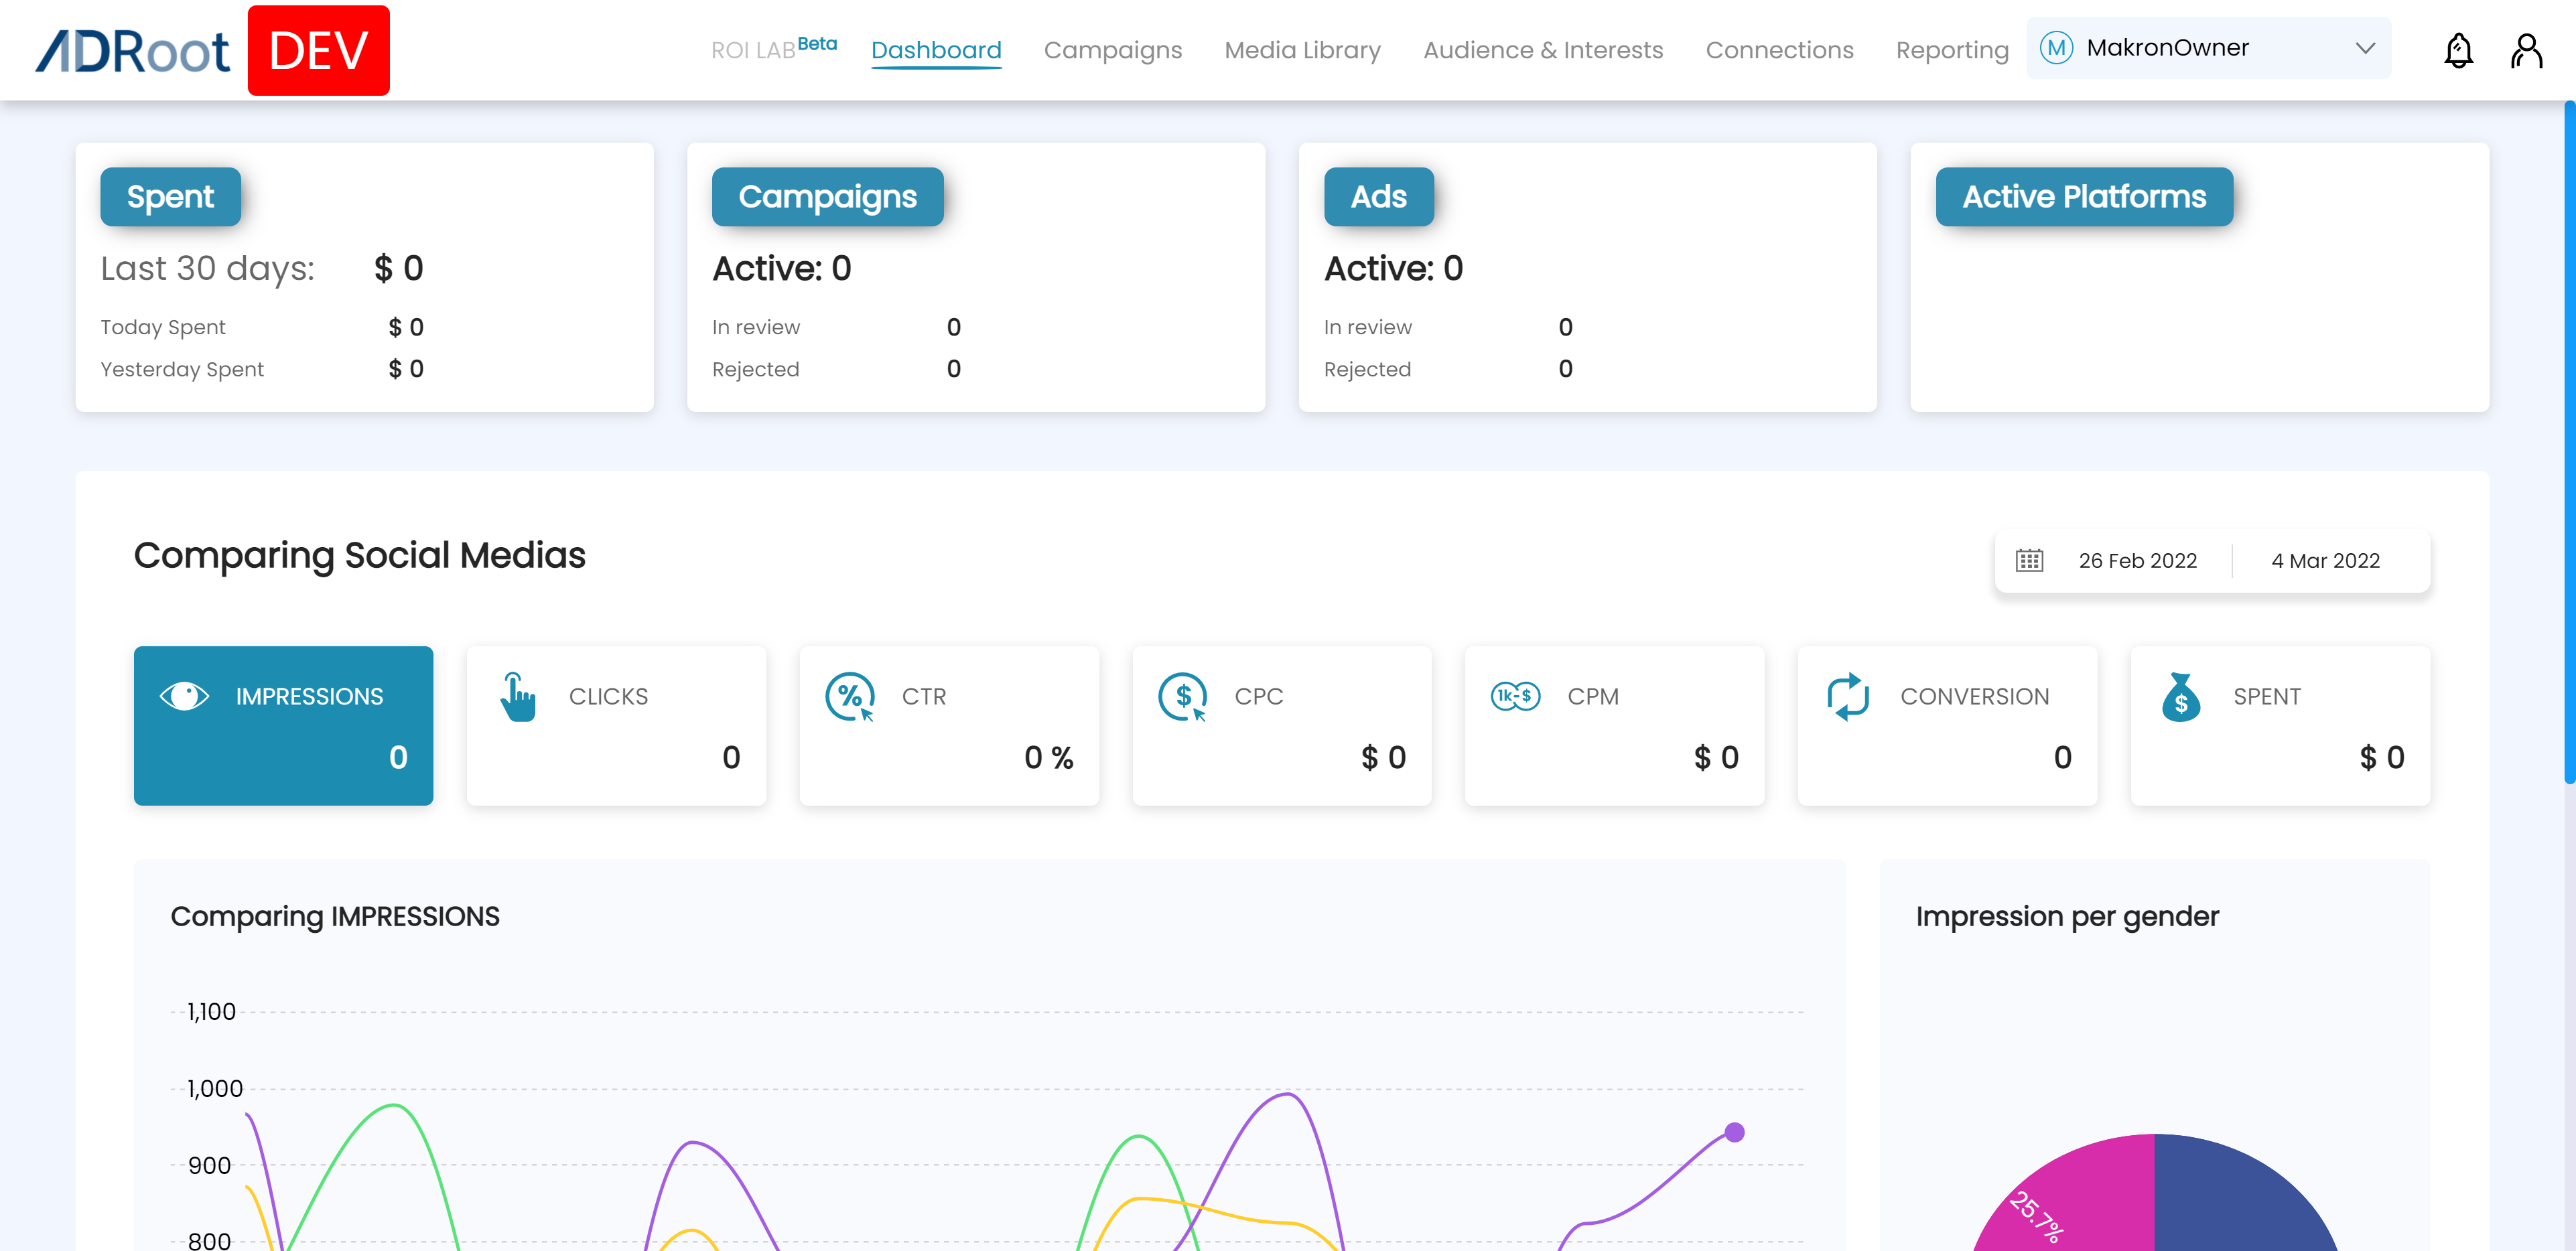 ADRoot DEV ROI LAB Beta Dashboard Campaigns Media Library Audience & Interests Connections Reporting M MakronOwner
Spent Campaigns Ads Active Platforms
Last 30 days: $ 0 Active: 0 Active: 0
Today Spent $ 0 In review 0 In review 0
Yesterday Spent $ 0 Rejected 0 Rejected 0
Comparing Social Medias 26 Feb 2022 4 Mar 2022
IMPRESSIONS CLICKS % CTR $ CPC 1k-$ CPM CONVERSION $ SPENT
0 0 0 % $ 0 $ 0 0 $ 0
Comparing IMPRESSIONS Impression per gender
1,100
1,000
900
25.7%
800